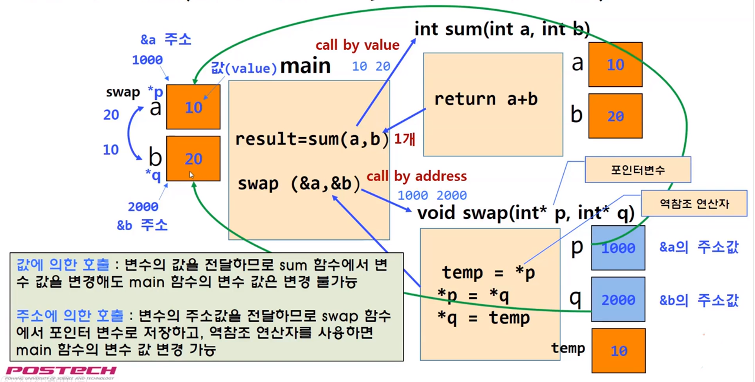 &a 주소
1000
값(value)
main
call by value
10 20
int sum(int a, int b)
a
10
b
20
return a+b
swap *p
a
10
20
10
b
20
*q
2000
&b 주소
result=sum(a,b)
1개
swap (&a,&b)
call by address
1000 2000
포인터변수
역참조 연산자
void swap(int* p, int* q)
temp = *p
*p = *q
*q = temp
p
1000
&a의 주소값
q
2000
&b의 주소값
temp
10
값에 의한 호출 : 변수의 값을 전달하므로 sum 함수에서 변
수 값을 변경해도 main 함수의 변수 값은 변경 불가능
주소에 의한 호출 : 변수의 주소값을 전달하므로 swap 함수
에서 포인터 변수로 저장하고, 역참조 연산자를 사용하면
main 함수의 변수 값 변경 가능
POSTECH